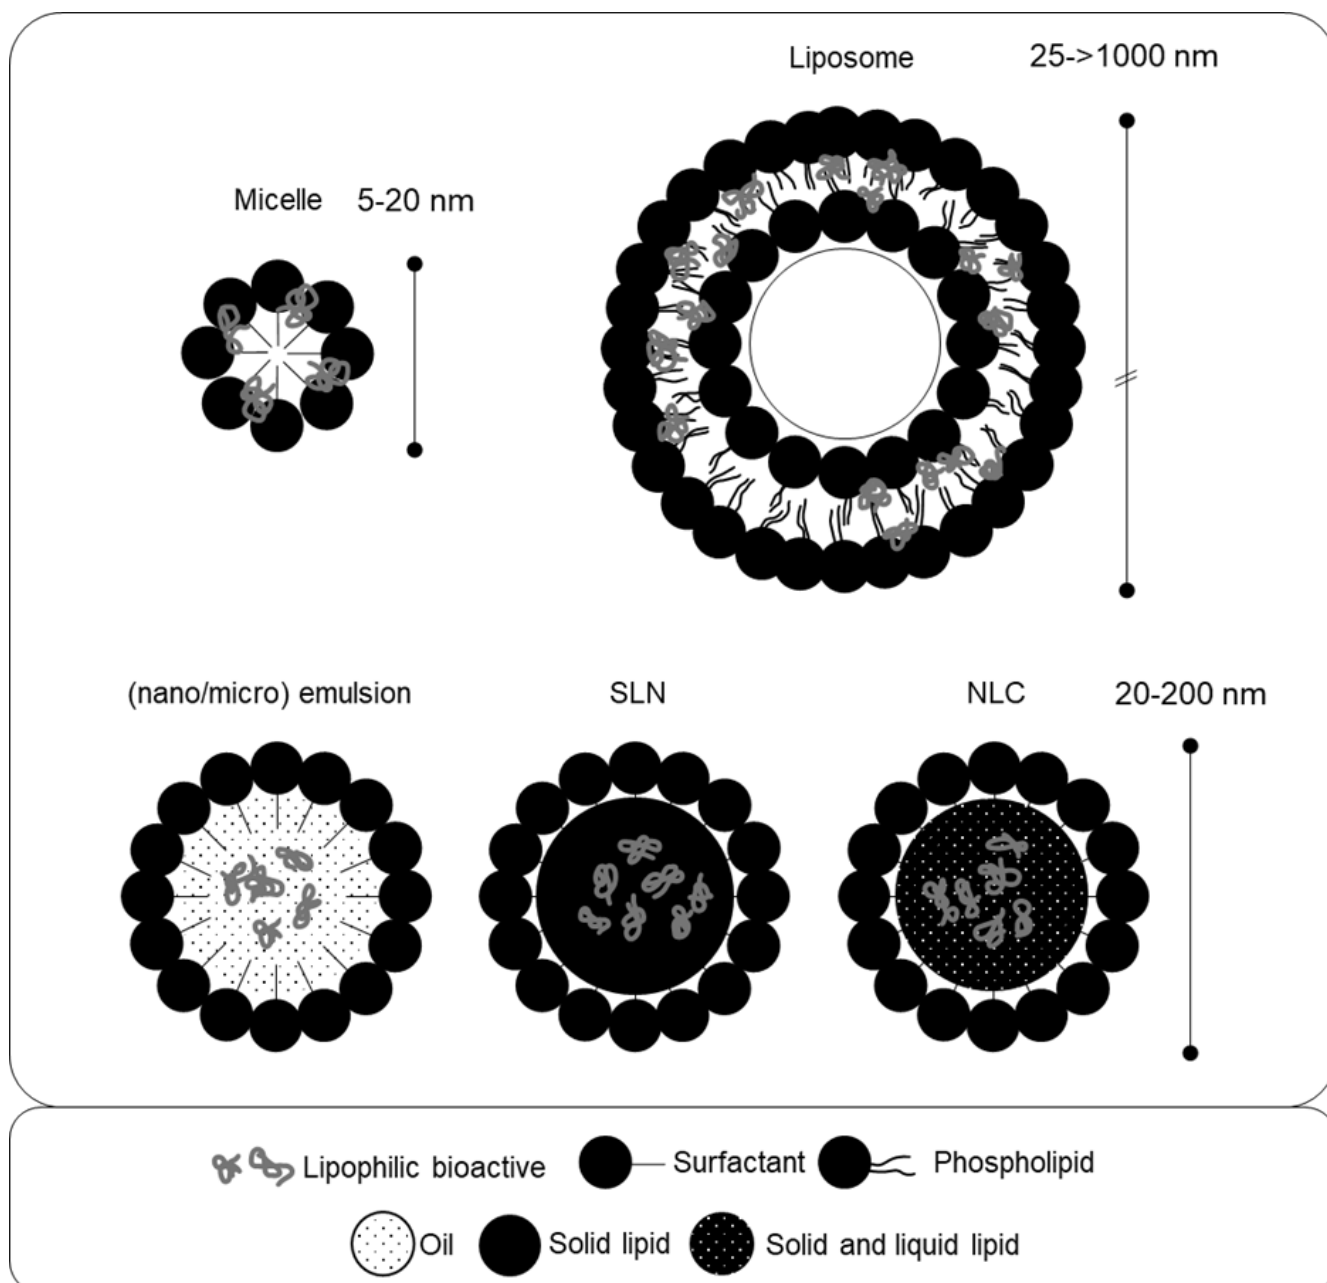 Liposome 25->1000 nm
Micelle 5-20 nm
(nano/micro) emulsion SLN NLC 20-200 nm
Lipophilic bioactive Surfactant Phospholipid
Oil Solid lipid Solid and liquid lipid